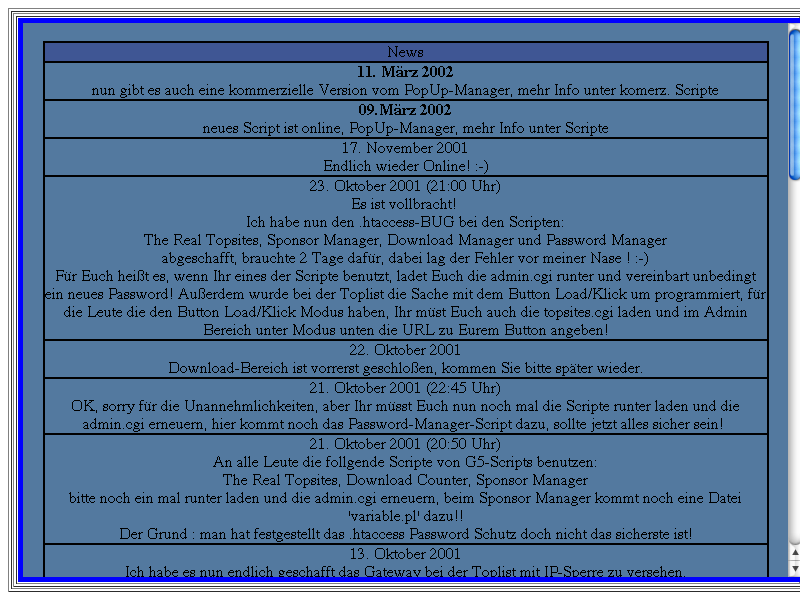 News
11. März 2002
nun gibt es auch eine kommerzielle Version vom PopUp-Manager, mehr Info unter komerz. Scripte
09.März 2002
neues Script ist online, PopUp-Manager, mehr Info unter Scripte
17. November 2001
Endlich wieder Online! :-)
23. Oktober 2001 (21:00 Uhr)
Es ist vollbracht!
Ich habe nun den .htaccess-BUG bei den Scripten:
The Real Topsites, Sponsor Manager, Download Manager und Password Manager
abgeschafft, brauchte 2 Tage dafür, dabei lag der Fehler vor meiner Nase ! :-)
Für Euch heißt es, wenn Ihr eines der Scripte benutzt, ladet Euch die admin.cgi runter und vereinbart unbedingt
ein neues Password! Außerdem wurde bei der Toplist die Sache mit dem Button Load/Klick um programmiert, für
die Leute die den Button Load/Klick Modus haben, Ihr müst Euch auch die topsites.cgi laden und im Admin
Bereich unter Modus unten die URL zu Eurem Button angeben!
22. Oktober 2001
Download-Bereich ist vorrerst geschloßen, kommen Sie bitte später wieder.
21. Oktober 2001 (22:45 Uhr)
OK, sorry für die Unannehmlichkeiten, aber Ihr müsst Euch nun noch mal die Scripte runter laden und die
admin.cgi erneuern, hier kommt noch das Password-Manager-Script dazu, sollte jetzt alles sicher sein!
21. Oktober 2001 (20:50 Uhr)
An alle Leute die follgende Scripte von G5-Scripts benutzen:
The Real Topsites, Download Counter, Sponsor Manager
bitte noch ein mal runter laden und die admin.cgi erneuern, beim Sponsor Manager kommt noch eine Datei
'variable.pl' dazu!!
Der Grund : man hat festgestellt das .htaccess Password Schutz doch nicht das sicherste ist!
13. Oktober 2001
Ich habe es nun endlich geschafft das Gateway bei der Toplist mit IP-Sperre zu versehen.